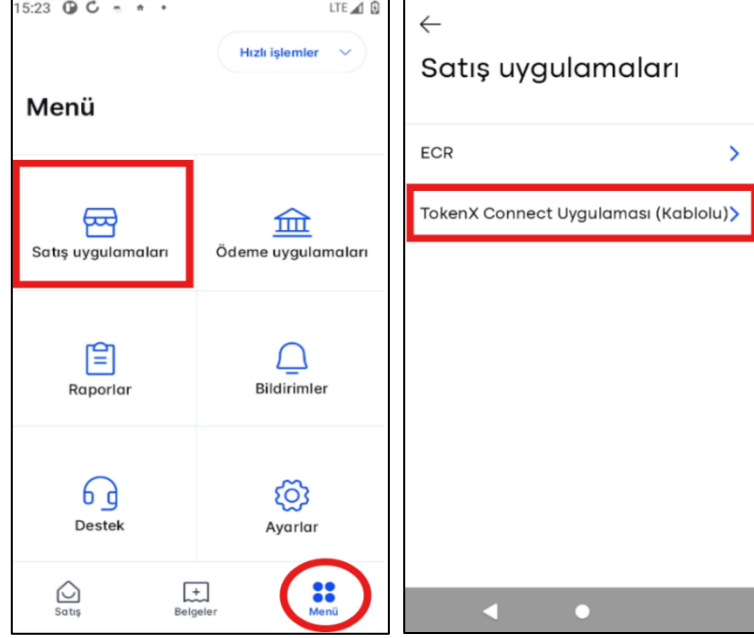 15:23
LTE
Hızlı işlemler
Menü
Satış uygulamaları
Ödeme uygulamaları
Raporlar
Bildirimler
Destek
Ayarlar
Satış
Belgeler
Menü
Satış uygulamaları
ECR
TokenX Connect Uygulaması (Kablolu)